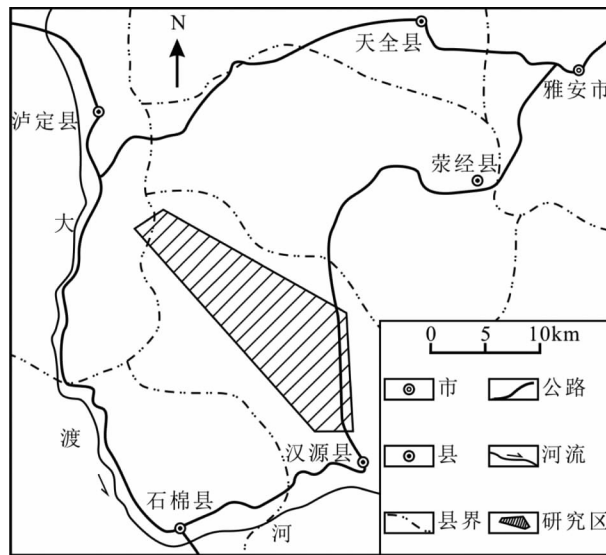 N
天全县
雅安市
泸定县
荥经县
大
0 5 10km
市 公路
渡
汉源县
县 河流
石棉县
河
县界 研究区